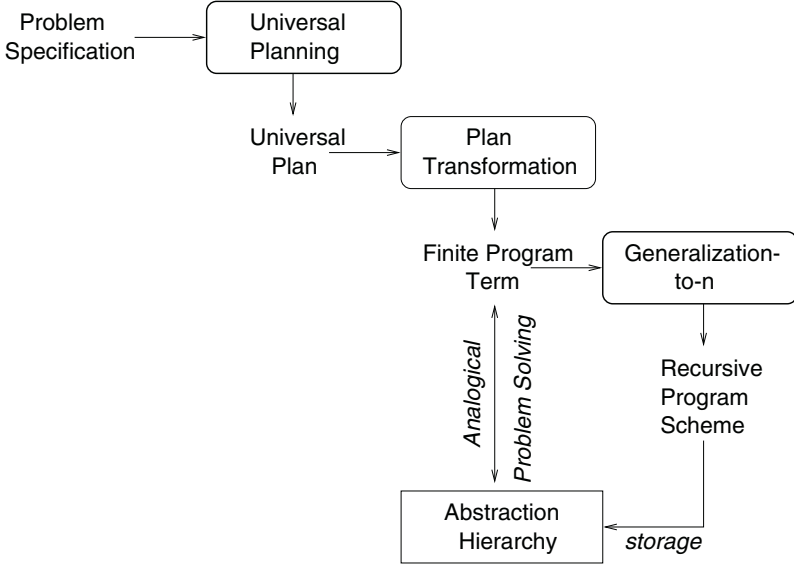 Problem
Specification
Universal
Planning
Universal
Plan
Plan
Transformation
Finite Program
Term
Generalization-
to-n
Analogical
Problem Solving
Recursive
Program
Scheme
Abstraction
Hierarchy
storage